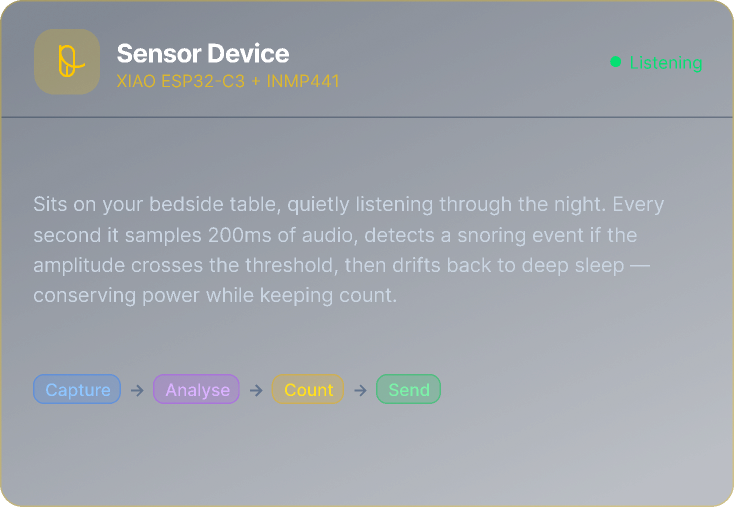 Sensor Device
XIAO ESP32-C3 + INMP441
Listening
Sits on your bedside table, quietly listening through the night. Every
second it samples 200ms of audio, detects a snoring event if the
amplitude crosses the threshold, then drifts back to deep sleep —
conserving power while keeping count.
Capture → Analyse → Count → Send